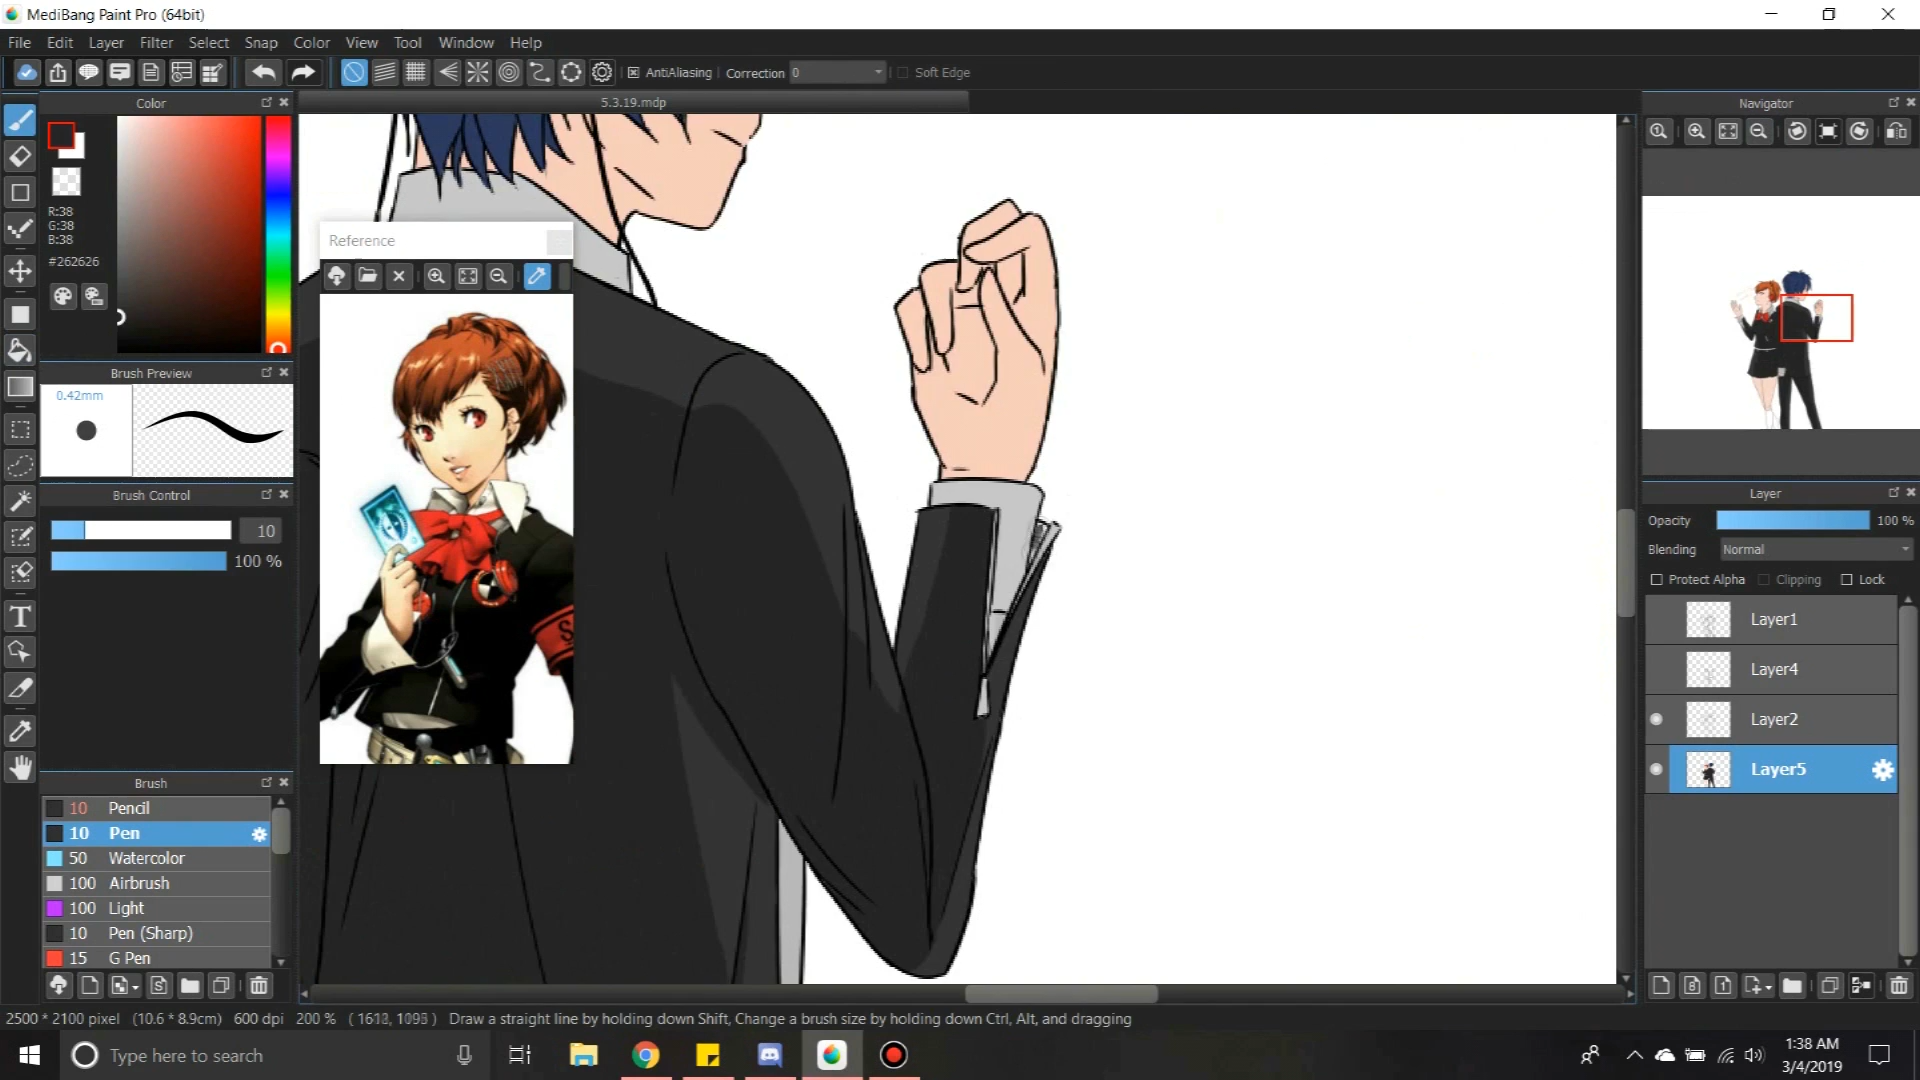 MediBang Paint Pro (64bit)
File Edit Layer Filter Select Snap Color View Tool Window Help
AntiAliasing Correction 0 Soft Edge
Color
5.3.19.mdp
Navigator
R:38
G:38
B:38
#262626
Reference
Brush Preview
0.42mm
Brush Control
10
100 %
Layer
Opacity 100 %
Blending Normal
Protect Alpha Clipping Lock
Layer1
Layer4
Layer2
Layer5
Brush
10 Pencil
10 Pen
50 Watercolor
100 Airbrush
100 Light
10 Pen (Sharp)
15 G Pen
2500 * 2100 pixel (10.6 * 8.9cm) 600 dpi 200 % Draw a straight line by holding down Shift, Change a brush size by holding down Ctrl, Alt, and dragging
Type here to search
1:38 AM
3/4/2019